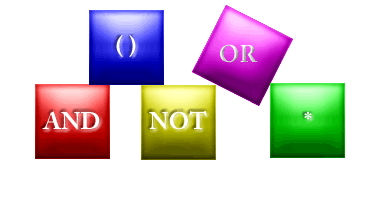 () OR
AND NOT *